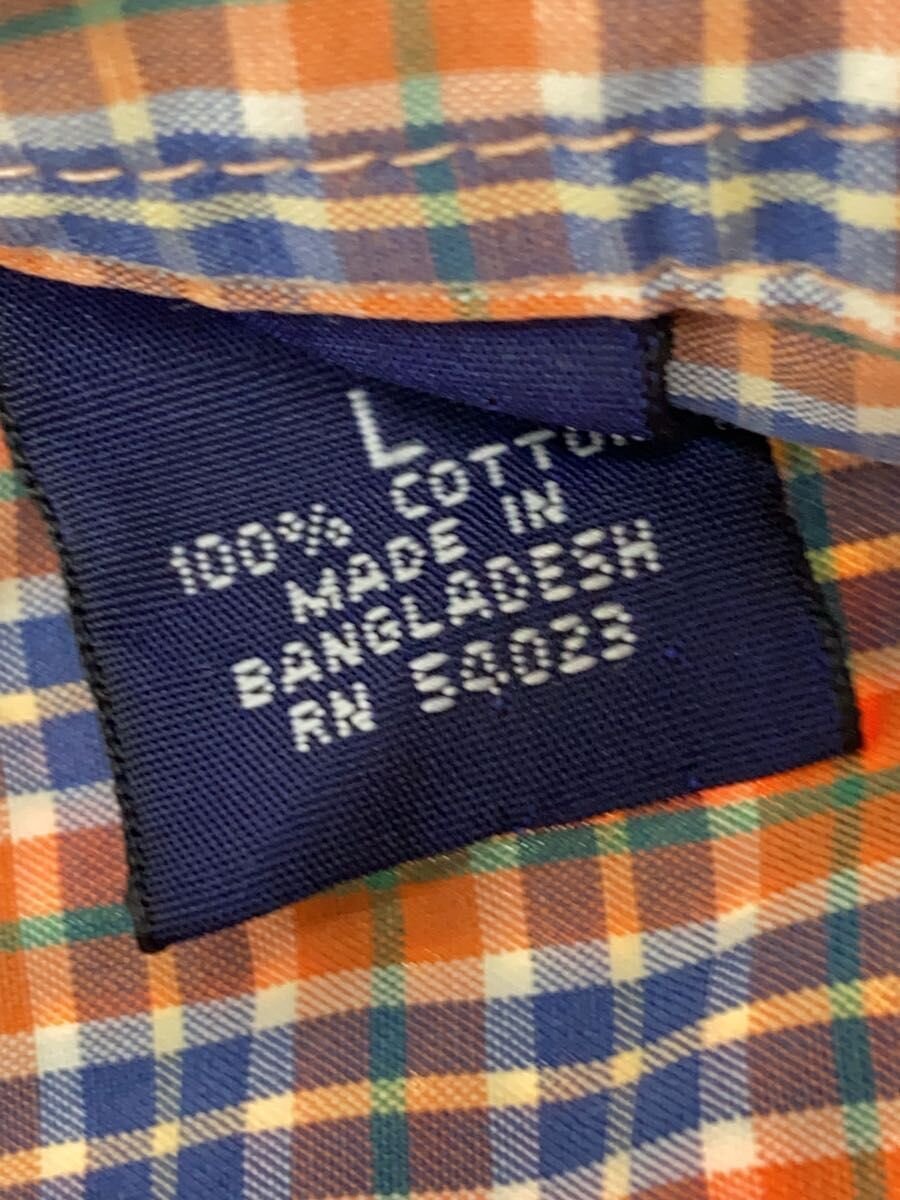 L
100% COTTON
MADE IN
BANGLADESH
RN 54023